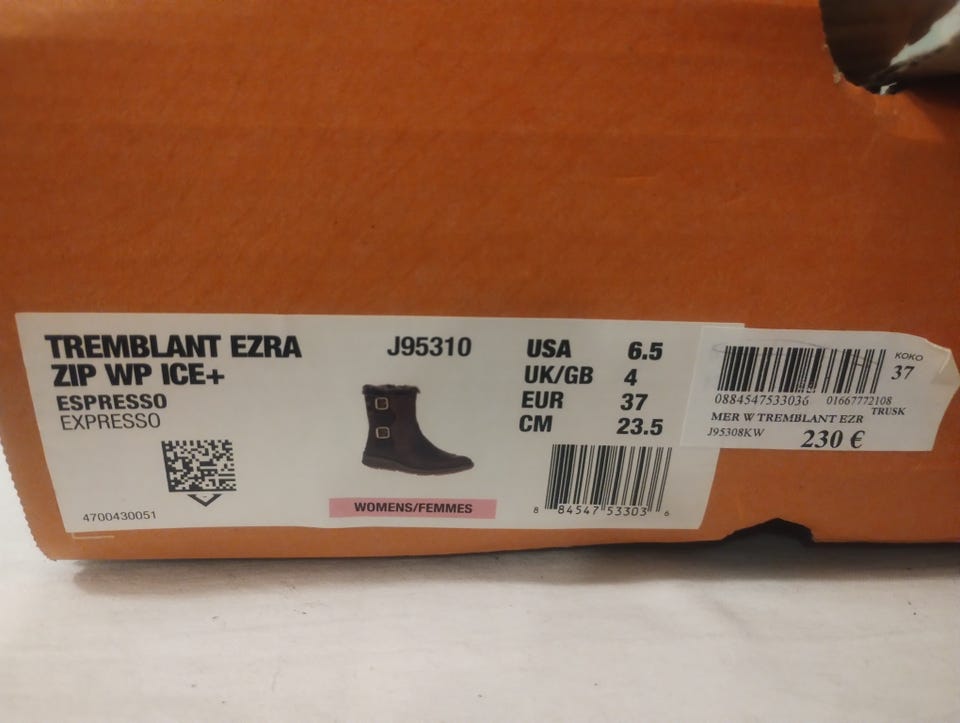 TREMBLANT EZRA
ZIP WP ICE+
ESPRESSO
EXPRESSO
4700430051
J95310
WOMENS/FEMMES
USA 6.5
UK/GB 4
EUR 37
CM 23.5
8 84547 53303 6
KOKO
37
0884547533036 01667772108
TRUSK
MER W TREMBLANT EZR
J95308KW 230 €